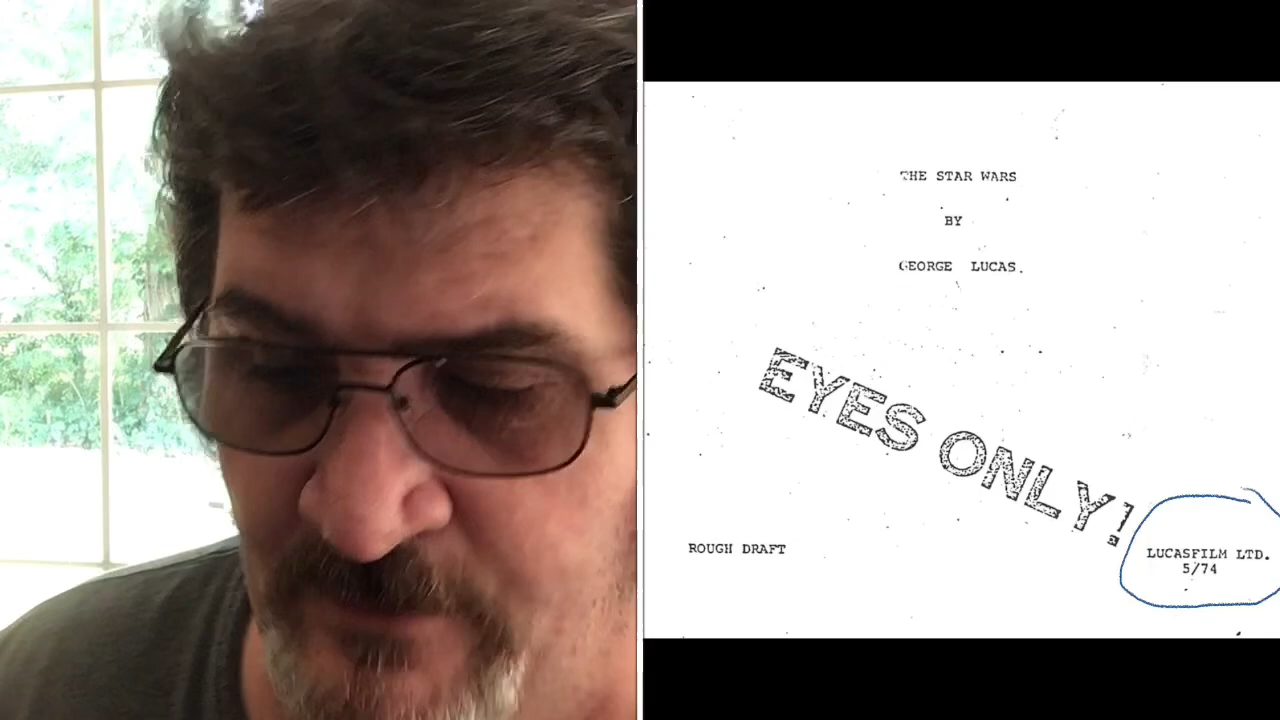 THE STAR WARS
BY
GEORGE LUCAS.
EYES ONLY!
ROUGH DRAFT
LUCASFILM LTD.
5/74